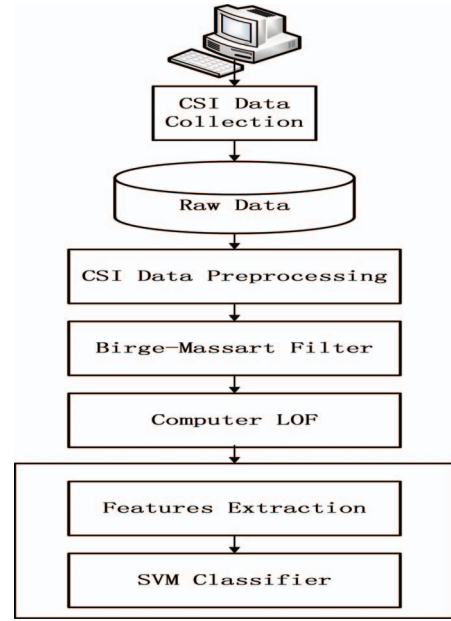 CSI Data
Collection
Raw Data
CSI Data Preprocessing
Birge-Massart Filter
Computer LOF
Features Extraction
SVM Classifier